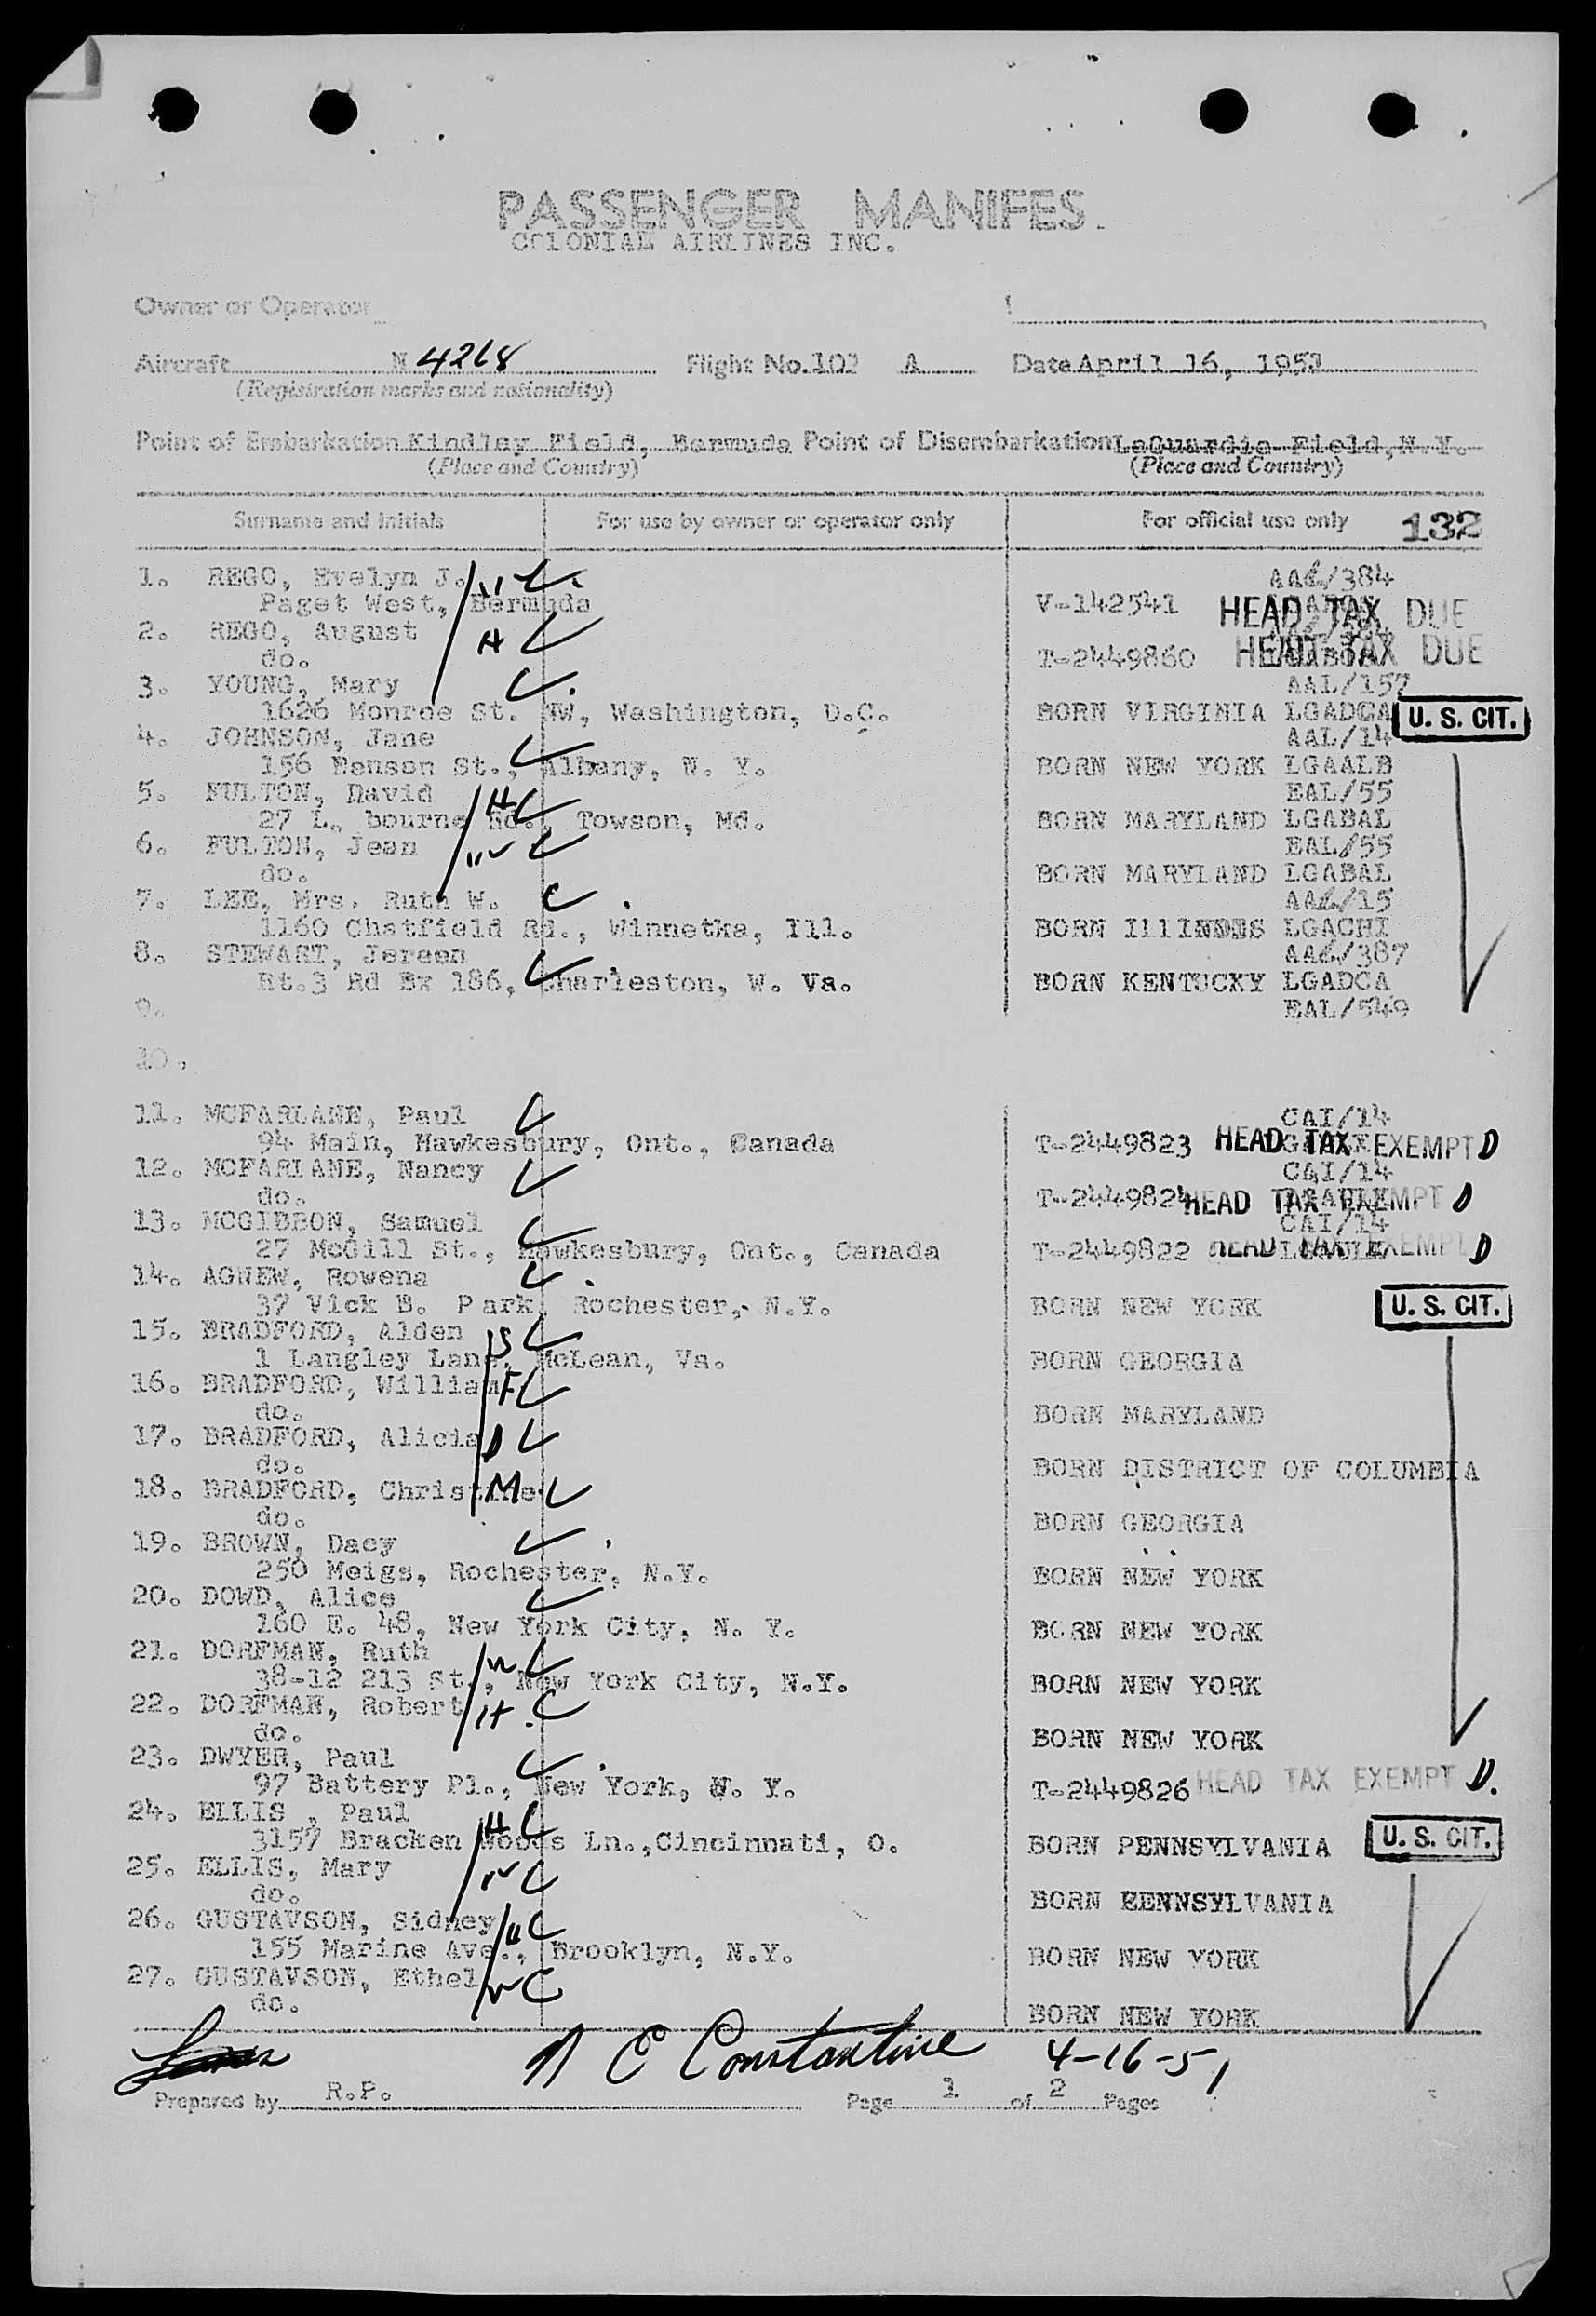 PASSENGER MANIFES
COLONIAL AIRLINES INC.
Owner or Operator
Aircraft N 4268 Flight No. 102 A Date April 16, 1951
(Registration marks and nationality)
Point of Embarkation Kindley Field, Bermuda Point of Disembarkation LaGuardia Field, N.Y.
(Place and Country) (Place and Country)
Surname and Initials For use by owner or operator only For official use only 132
1. REGO, Evelyn J. W C AAL/384
Paget West, Bermuda V-142541 HEAD TAX DUE
2. REGO, August H C
do. T-2449860 HEAD TAX DUE
3. YOUNG, Mary C AAL/157
1626 Monroe St. NW, Washington, D.C. BORN VIRGINIA LGADCA U. S. CIT.
4. JOHNSON, Jane C AAL/14
156 Benson St., Albany, N. Y. BORN NEW YORK LGAALB
5. FULTON, David H C EAL/55
27 L. bourne Rd., Towson, Md. BORN MARYLAND LGABAL
6. FULTON, Jean W C EAL/55
do. BORN MARYLAND LGABAL
7. LEE, Mrs. Ruth W. C AAL/15
1160 Chatfield Rd., Winnetka, Ill. BORN ILLINOIS LGACHI
8. STEWART, Jereen C AAL/387
Rt.3 Rd Bx 186, Charleston, W. Va. BORN KENTUCKY LGADCA
9. EAL/549
10.
11. MCFARLANE, Paul C CAI/14
94 Main, Hawkesbury, Ont., Canada T-2449823 HEAD TAX EXEMPT D
12. MCFARLANE, Nancy C CAI/14
do. T-2449824 HEAD TAX EXEMPT D
13. MCGIBBON, Samuel C CAI/14
27 McGill St., Hawkesbury, Ont., Canada T-2449822 HEAD TAX EXEMPT D
14. AGNEW, Rowena C
37 Vick B. Park, Rochester, N.Y. BORN NEW YORK U. S. CIT.
15. BRADFORD, Alden S C
1 Langley Lane, McLean, Va. BORN GEORGIA
16. BRADFORD, William F C
do. BORN MARYLAND
17. BRADFORD, Alicia D C
do. BORN DISTRICT OF COLUMBIA
18. BRADFORD, Christine M C
do. BORN GEORGIA
19. BROWN, Dacy C
250 Meigs, Rochester, N.Y. BORN NEW YORK
20. DOWD, Alice C
160 E. 48, New York City, N. Y. BORN NEW YORK
21. DORFMAN, Ruth W C
38-12 213 St., New York City, N.Y. BORN NEW YORK
22. DORFMAN, Robert H C
do. BORN NEW YORK
23. DWYER, Paul C
97 Battery Pl., New York, N. Y. T-2449826 HEAD TAX EXEMPT D.
24. ELLIS , Paul H C
3157 Bracken Woods Ln.,Cincinnati, O. BORN PENNSYLVANIA U. S. CIT.
25. ELLIS, Mary W C
do. BORN PENNSYLVANIA
26. GUSTAVSON, Sidney H C
155 Marine Ave., Brooklyn, N.Y. BORN NEW YORK
27. GUSTAVSON, Ethel W C
do. BORN NEW YORK
N C Constantine 4-16-51
Prepared by R.P. Page 1 of 2 Pages